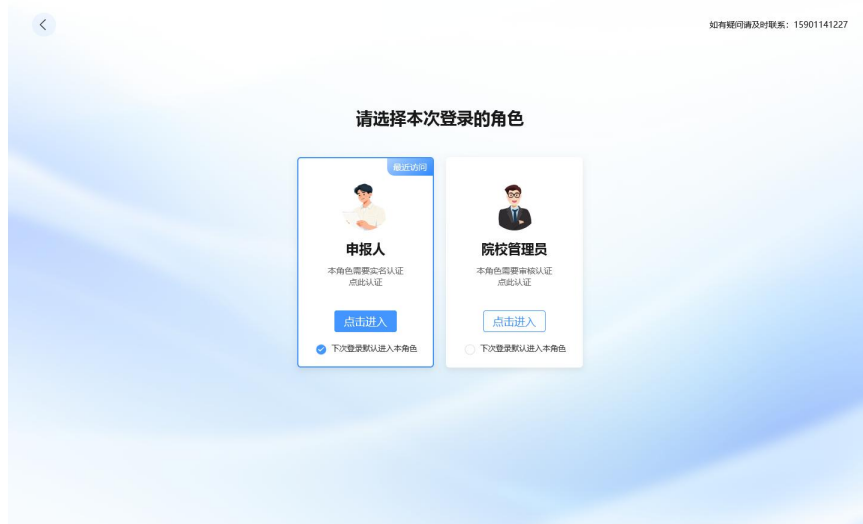 如有疑问请及时联系：15901141227
请选择本次登录的角色
最近访问
申报人
本角色需要实名认证
点此认证
点击进入
下次登录默认进入本角色
院校管理员
本角色需要审核认证
点此认证
点击进入
下次登录默认进入本角色